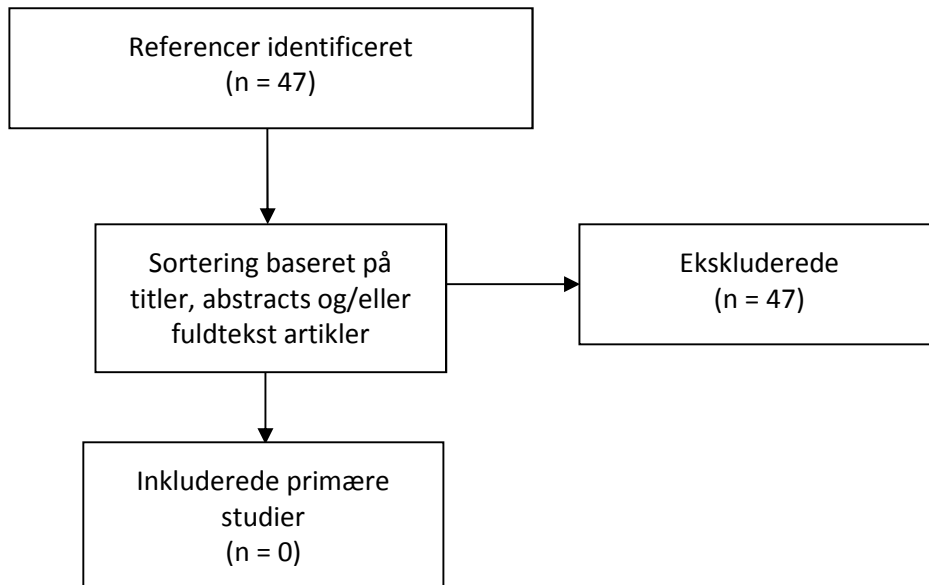 Referencer identificeret
(n = 47)
Sortering baseret på
titler, abstracts og/eller
fuldtekst artikler
Ekskluderede
(n = 47)
Inkluderede primære
studier
(n = 0)